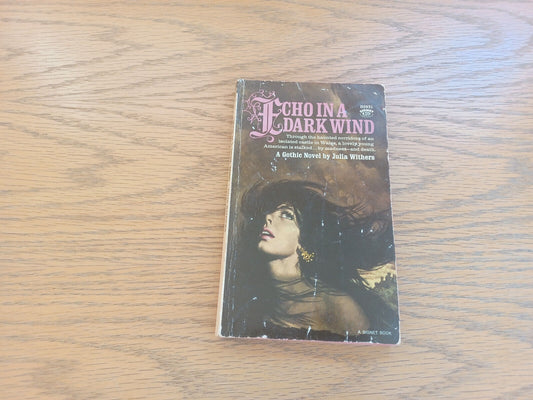 ECHO IN A
DARK WIND
Through the haunted corridors of an
isolated castle in Wales, a lovely young
American is stalked... by madness—and death.
A Gothic Novel by Julia Withers
SIGNET
A SIGNET BOOK